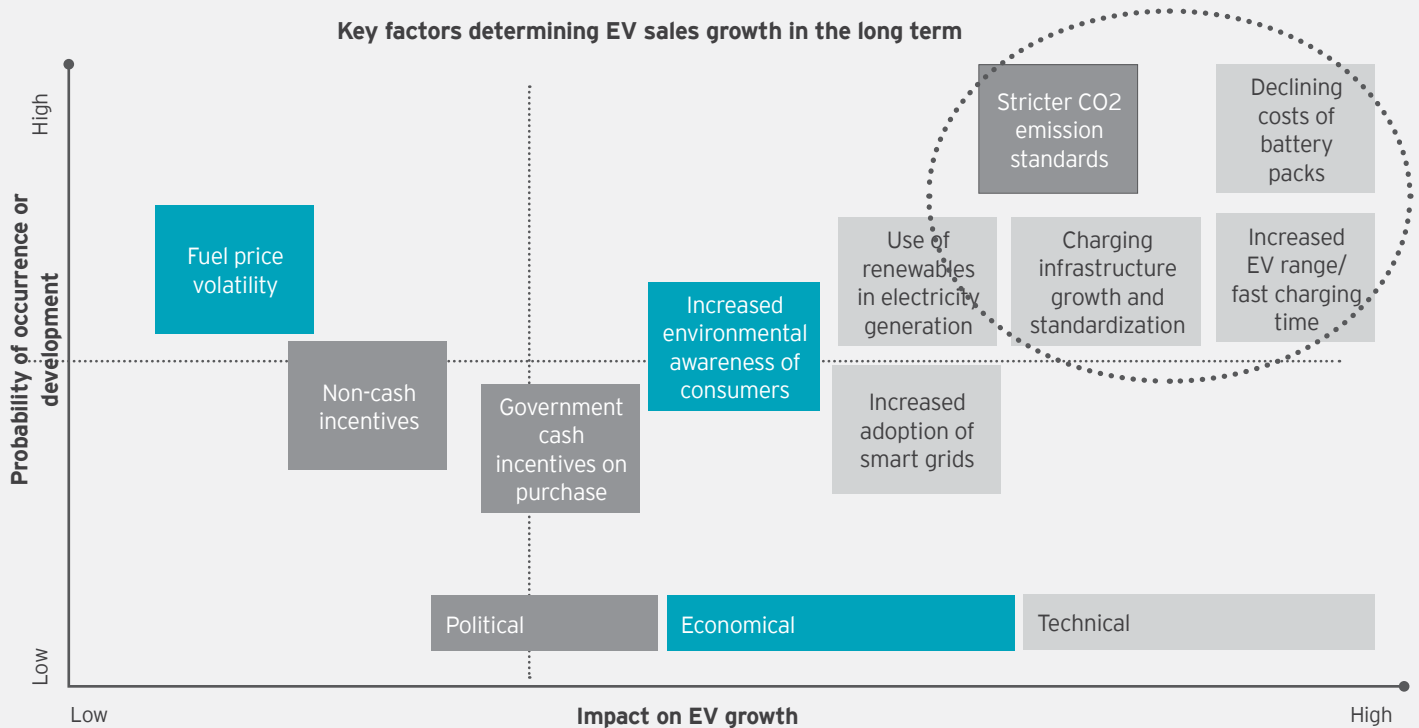 Key factors determining EV sales growth in the long term
High
Probability of occurrence or
development
Low
Stricter CO2
emission
standards
Declining
costs of
battery
packs
Fuel price
volatility
Use of
renewables
in electricity
generation
Charging
infrastructure
growth and
standardization
Increased
EV range/
fast charging
time
Increased
environmental
awareness of
consumers
Non-cash
incentives
Government
cash
incentives on
purchase
Increased
adoption of
smart grids
Political
Economical
Technical
Low
Impact on EV growth
High